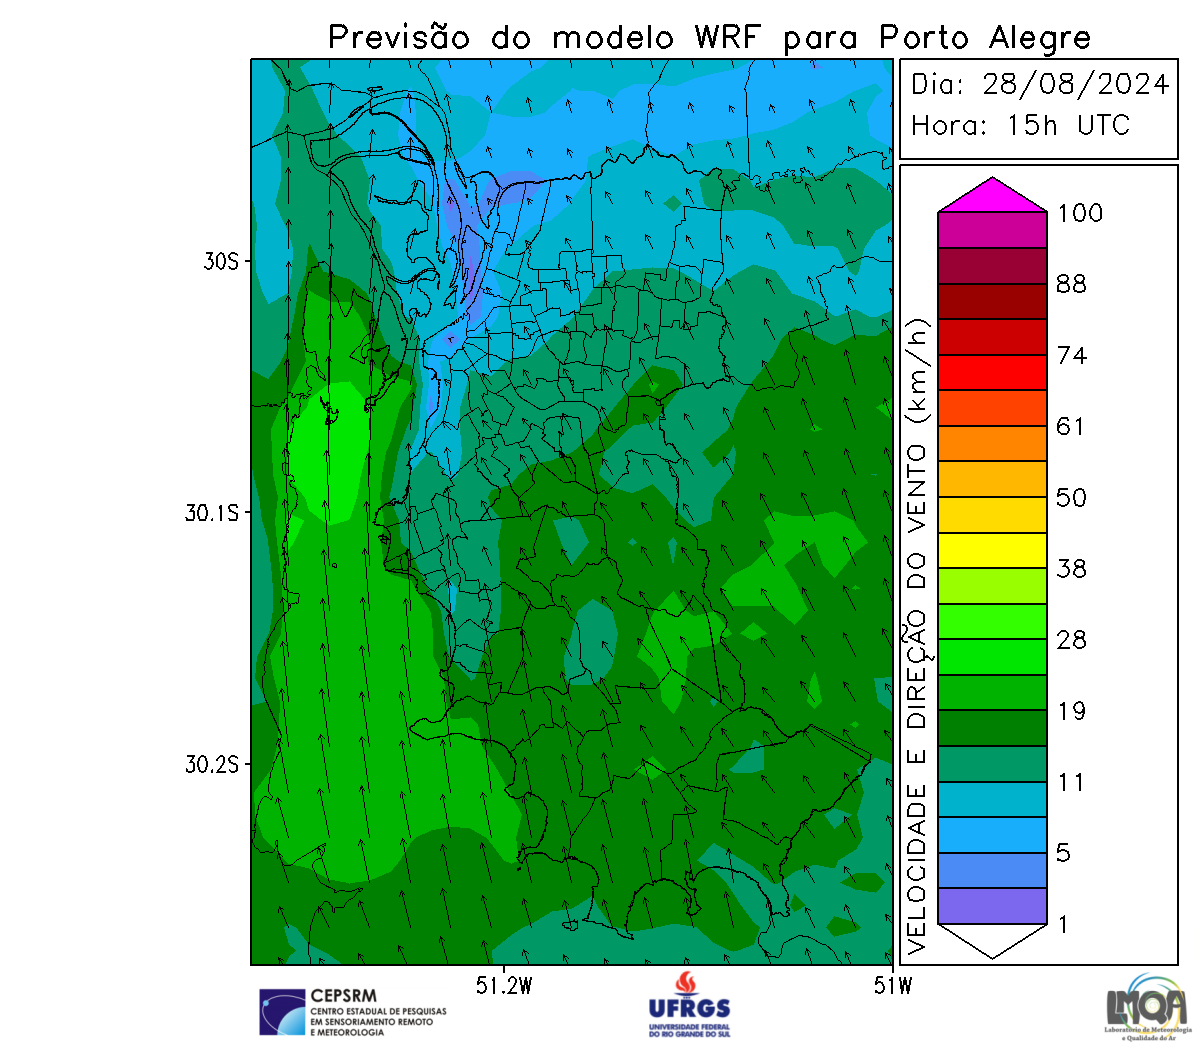 Previsão do modelo WRF para Porto Alegre
Dia: 28/08/2024
Hora: 15h UTC
100
88
74
61
50
38
28
19
11
5
1
VELOCIDADE E DIREÇÃO DO VENTO (km/h)
30S
30.1S
30.2S
51.2W
51W
CEPSRM
CENTRO ESTADUAL DE PESQUISAS
EM SENSORIAMENTO REMOTO
E METEOROLOGIA
UFRGS
UNIVERSIDADE FEDERAL
DO RIO GRANDE DO SUL
LMQA
Laboratório de Meteorologia
e Qualidade do Ar